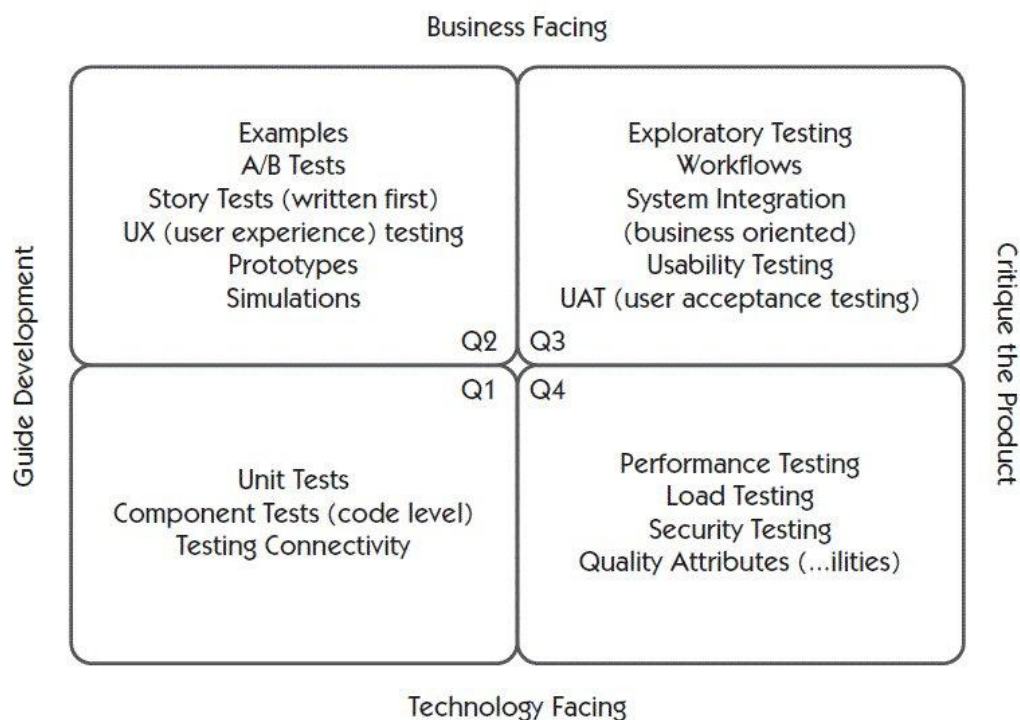 Business Facing
Examples
A/B Tests
Story Tests (written first)
UX (user experience) testing
Prototypes
Simulations
Q2
Exploratory Testing
Workflows
System Integration
(business oriented)
Usability Testing
UAT (user acceptance testing)
Q3
Guide Development
Critique the Product
Q1
Unit Tests
Component Tests (code level)
Testing Connectivity
Q4
Performance Testing
Load Testing
Security Testing
Quality Attributes (...ilities)
Technology Facing